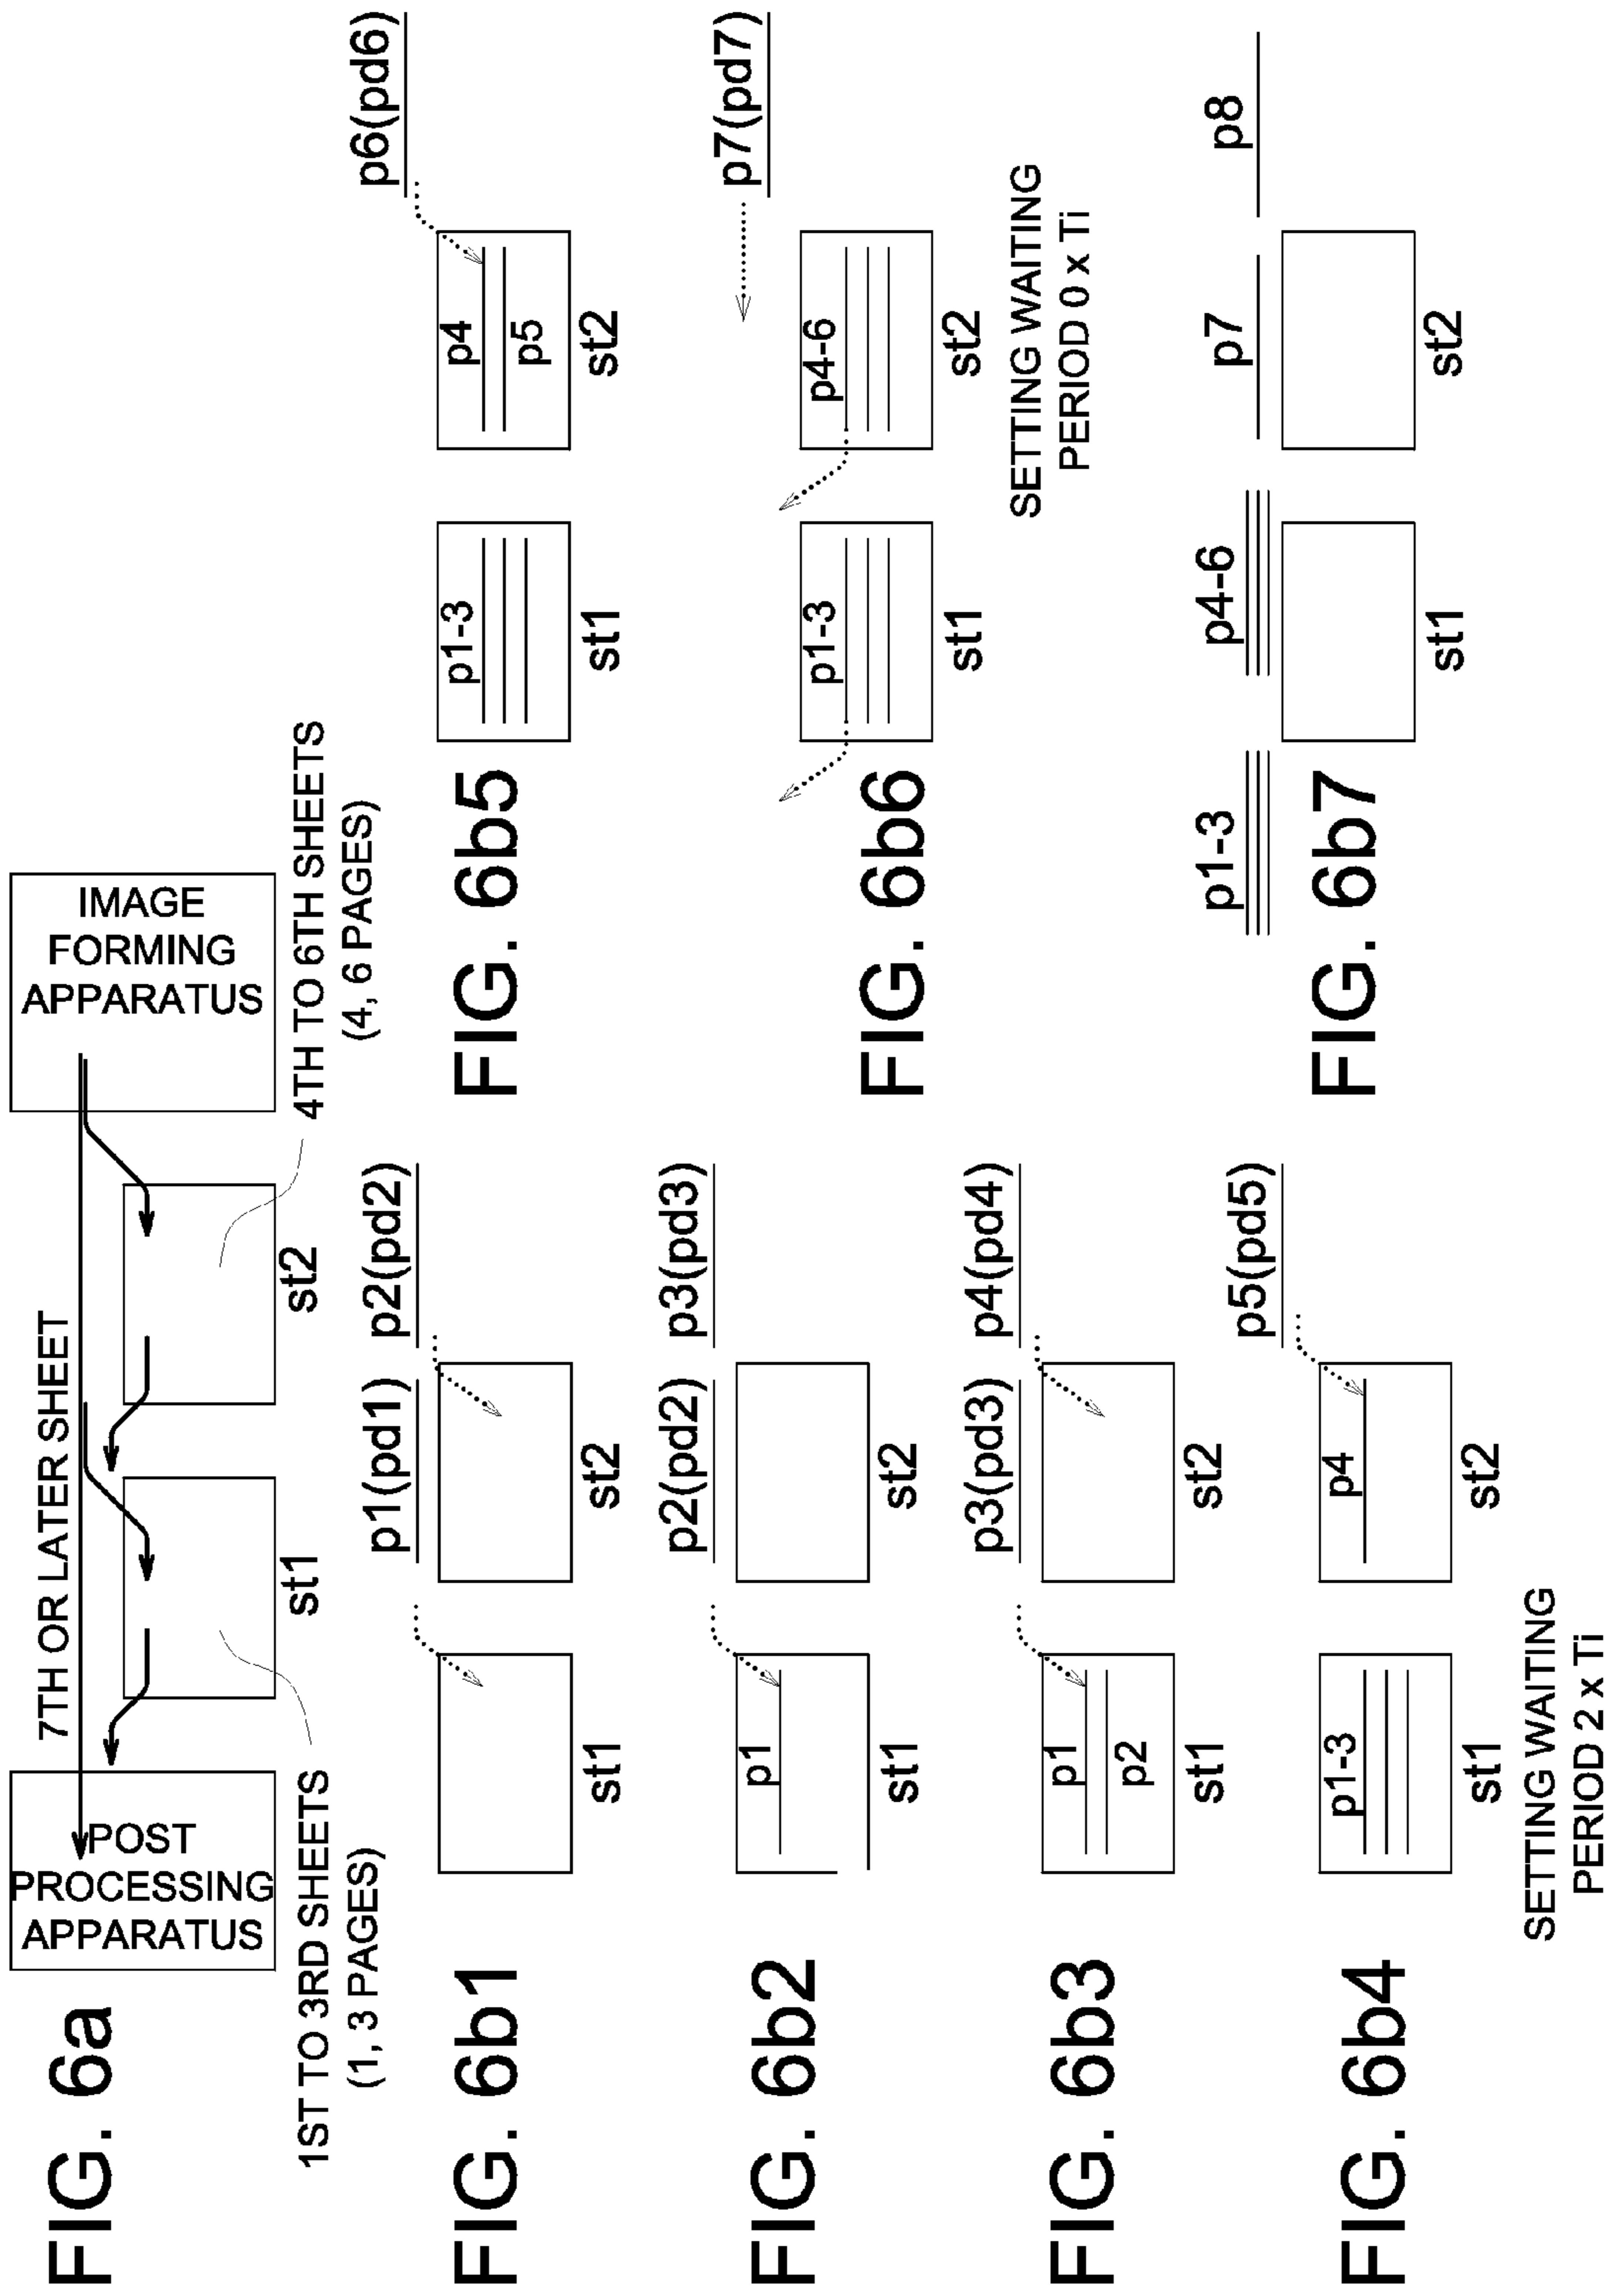 FIG. 6a
POST
PROCESSING
APPARATUS
7TH OR LATER SHEET
IMAGE
FORMING
APPARATUS
st1
st2
1ST TO 3RD SHEETS
(1, 3 PAGES)
4TH TO 6TH SHEETS
(4, 6 PAGES)
FIG. 6b1
p1(pd1)
p2(pd2)
st1
st2
FIG. 6b2
p2(pd2)
p3(pd3)
p1
st1
st2
FIG. 6b3
p3(pd3)
p4(pd4)
p1
p2
st1
st2
FIG. 6b4
p5(pd5)
p1-3
p4
st1
st2
SETTING WAITING
PERIOD 2 x Ti
FIG. 6b5
p6(pd6)
p1-3
p4
p5
st1
st2
FIG. 6b6
p7(pd7)
p1-3
p4-6
st1
st2
SETTING WAITING
PERIOD 0 x Ti
FIG. 6b7
p1-3
p4-6
p7
p8
st1
st2